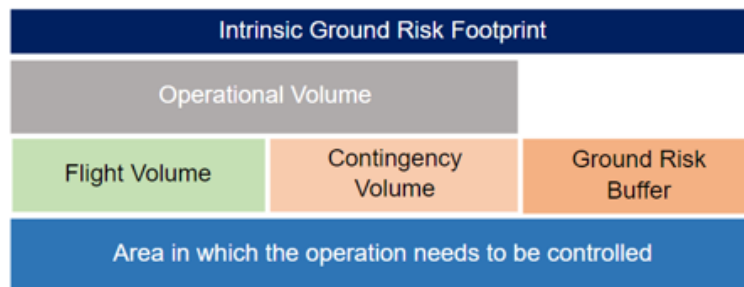 Intrinsic Ground Risk Footprint
Operational Volume
Flight Volume
Contingency
Volume
Ground Risk
Buffer
Area in which the operation needs to be controlled